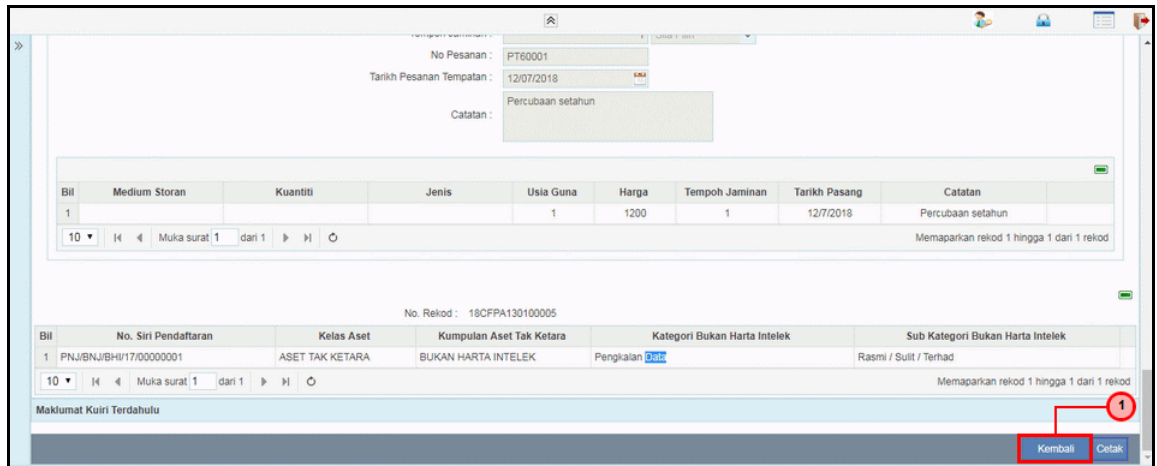 No Pesanan : PT60001
Tarikh Pesanan Tempatan : 12/07/2018
Catatan : Percubaan setahun
Bil Medium Storan Kuantiti Jenis Usia Guna Harga Tempoh Jaminan Tarikh Pasang Catatan
1 1 1200 1 12/7/2018 Percubaan setahun
10 Muka surat 1 dari 1 Memaparkan rekod 1 hingga 1 dari 1 rekod
No. Rekod : 18CFPA130100005
Bil No. Siri Pendaftaran Kelas Aset Kumpulan Aset Tak Ketara Kategori Bukan Harta Intelek Sub Kategori Bukan Harta Intelek
1 PNJ/BNJ/BHI/17/00000001 ASET TAK KETARA BUKAN HARTA INTELEK Pengkalan Data Rasmi / Sulit / Terhad
10 Muka surat 1 dari 1 Memaparkan rekod 1 hingga 1 dari 1 rekod
Maklumat Kuiri Terdahulu
1
Kembali Cetak